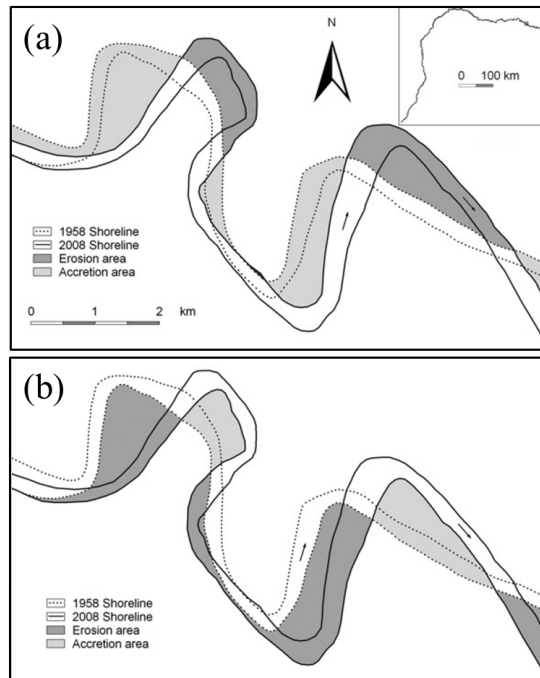 (a)
N
0 100 km
1958 Shoreline
2008 Shoreline
Erosion area
Accretion area
0 1 2 km
(b)
1958 Shoreline
2008 Shoreline
Erosion area
Accretion area